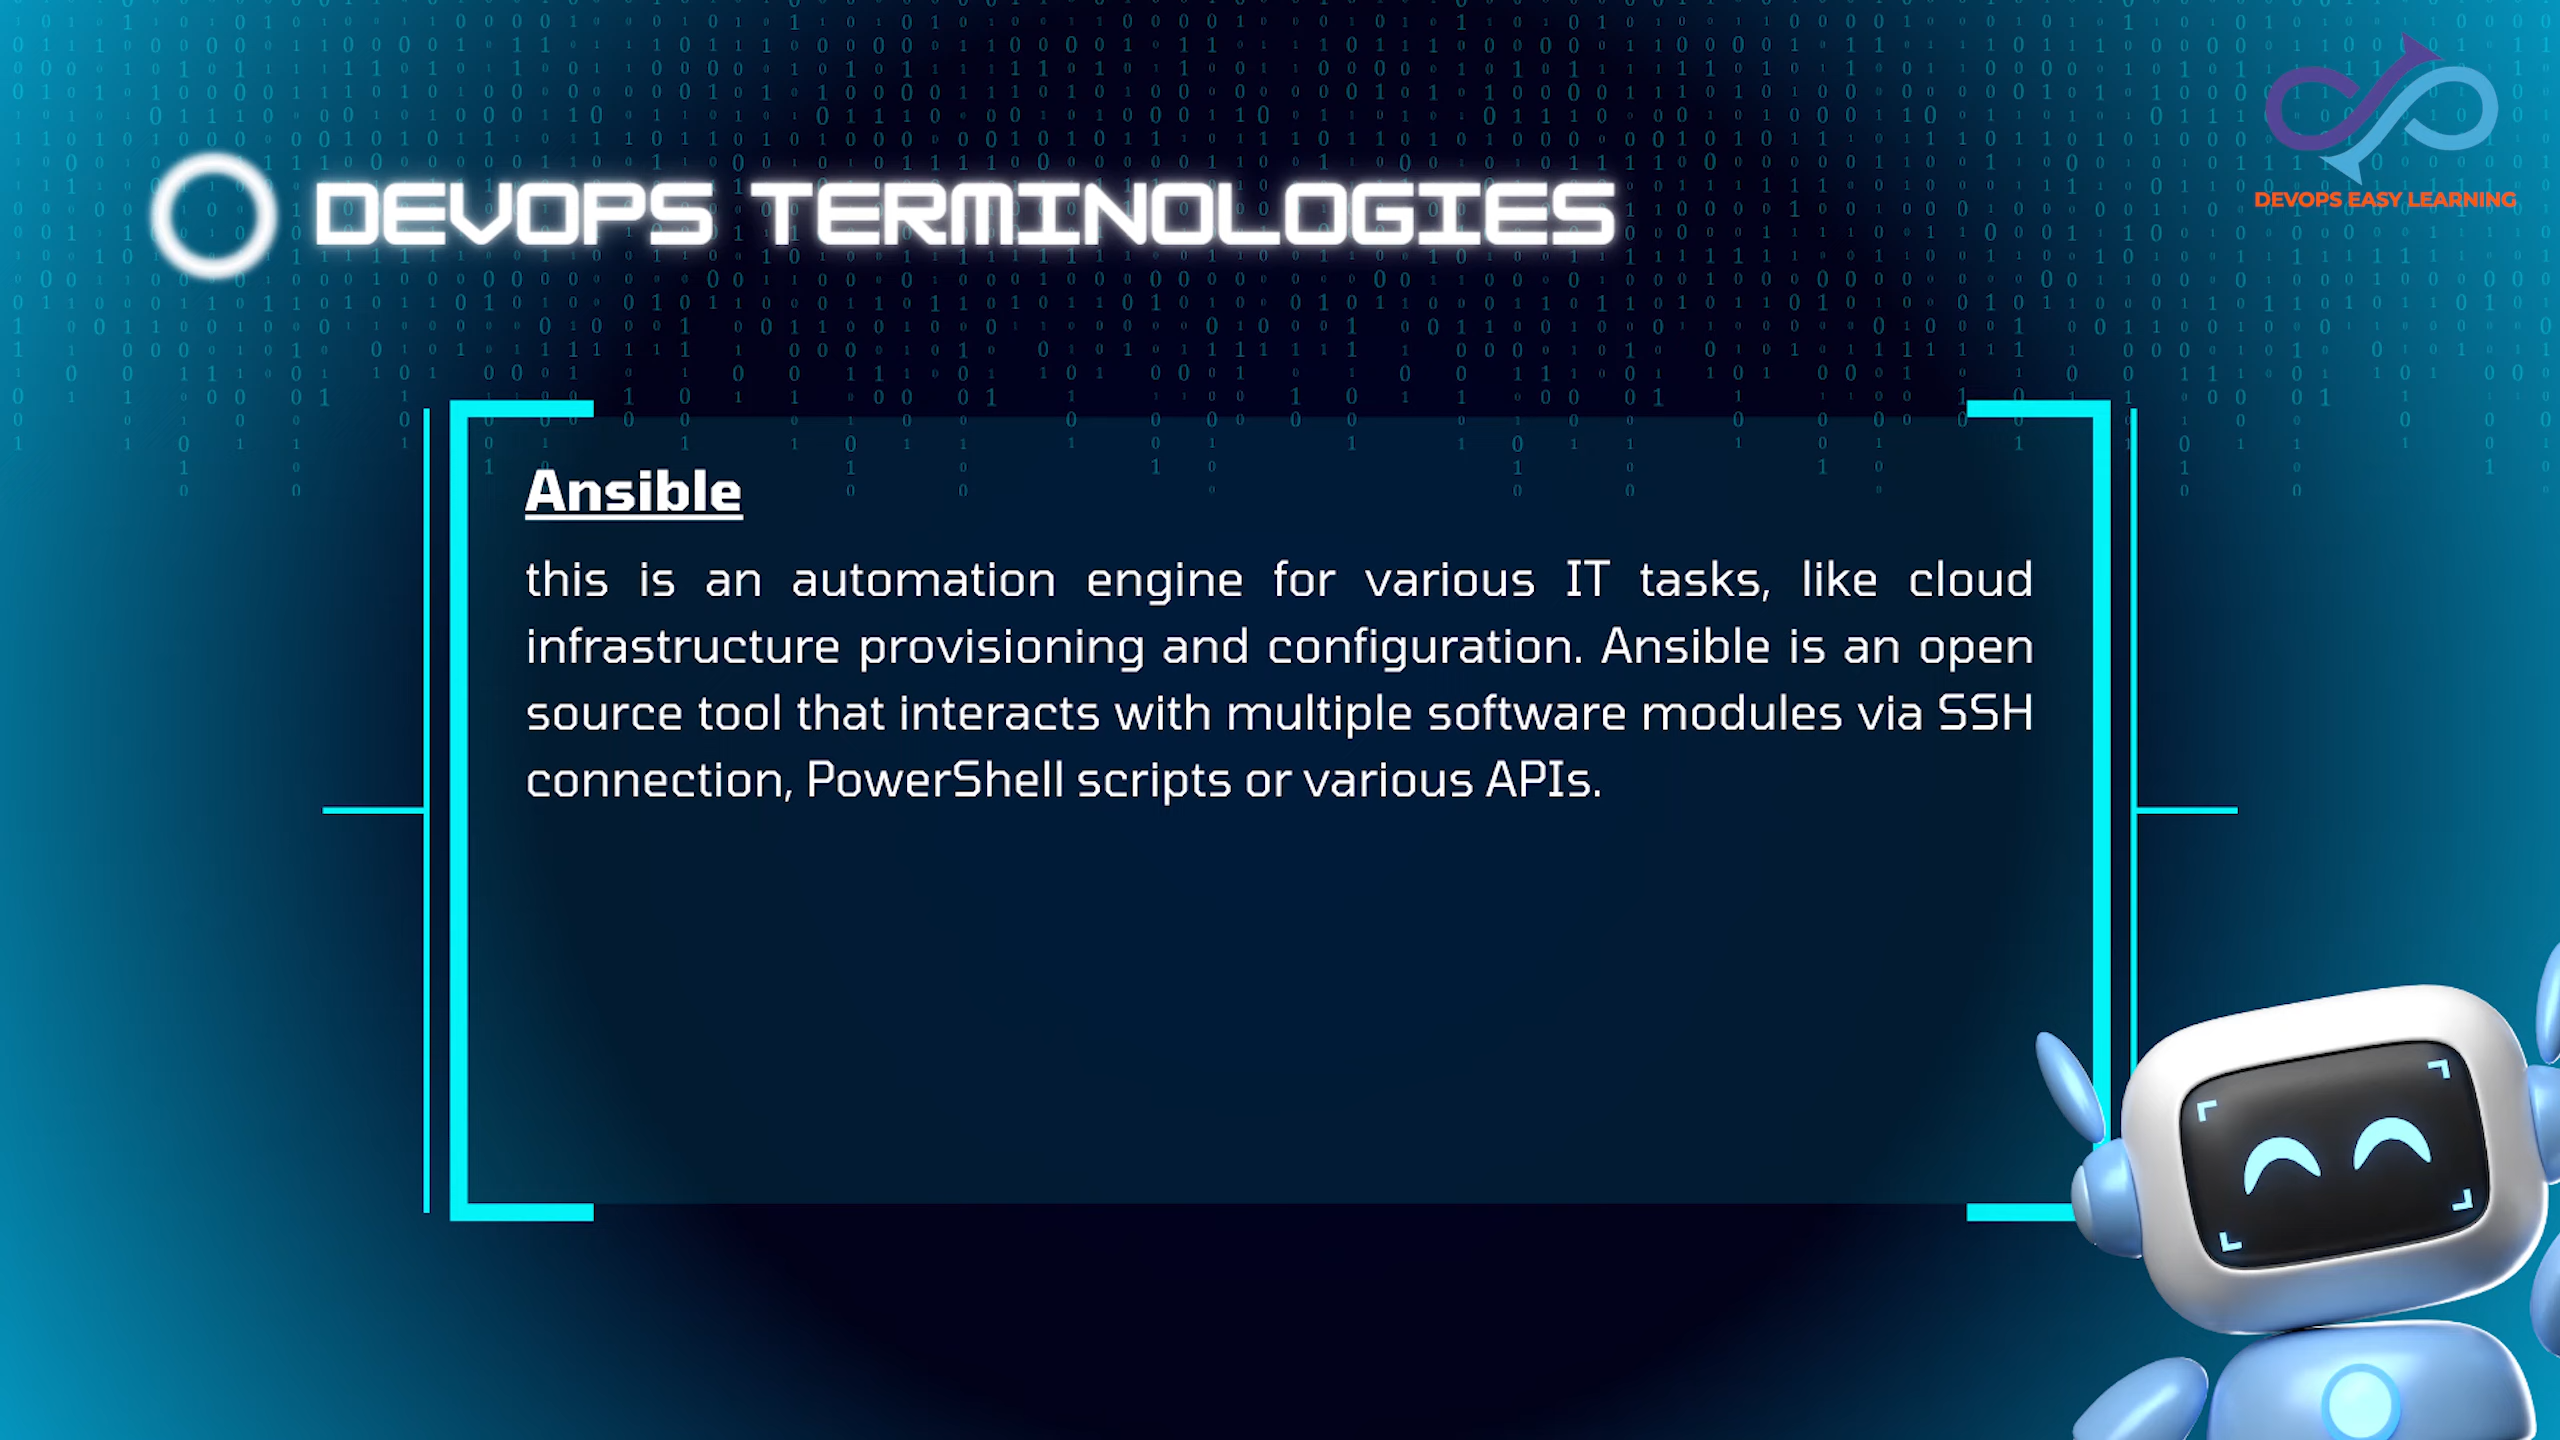 DEVOPS TERMINOLOGIES
DEVOPS EASY LEARNING
Ansible
this is an automation engine for various IT tasks, like cloud
infrastructure provisioning and configuration. Ansible is an open
source tool that interacts with multiple software modules via SSH
connection, PowerShell scripts or various APIs.